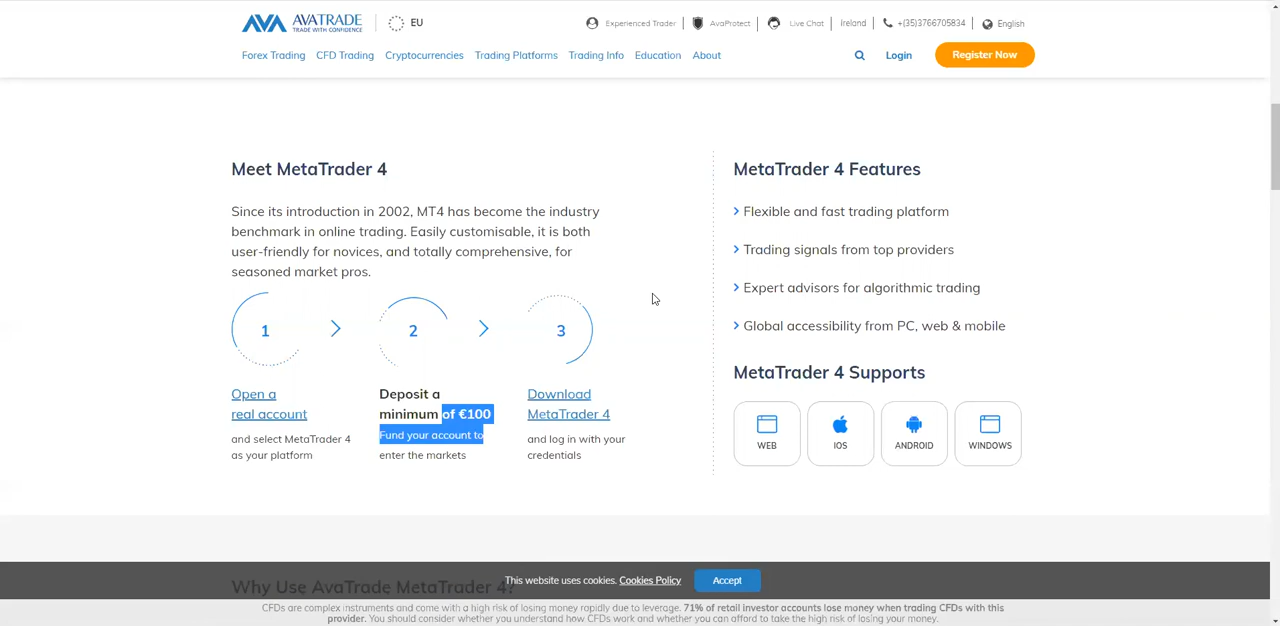 AVATRADE
TRADE WITH CONFIDENCE
EU
Experienced Trader
AvaProtect
Live Chat
Ireland
+(35)3766705834
English
Forex Trading
CFD Trading
Cryptocurrencies
Trading Platforms
Trading Info
Education
About
Login
Register Now
Meet MetaTrader 4
Since its introduction in 2002, MT4 has become the industry
benchmark in online trading. Easily customisable, it is both
user-friendly for novices, and totally comprehensive, for
seasoned market pros.
1
2
3
Open a
real account
and select MetaTrader 4
as your platform
Deposit a
minimum of €100
Fund your account to
enter the markets
Download
MetaTrader 4
and log in with your
credentials
MetaTrader 4 Features
Flexible and fast trading platform
Trading signals from top providers
Expert advisors for algorithmic trading
Global accessibility from PC, web & mobile
MetaTrader 4 Supports
WEB
IOS
ANDROID
WINDOWS
Why Use AvaTrade MetaTrader 4?
This website uses cookies. Cookies Policy
Accept
CFDs are complex instruments and come with a high risk of losing money rapidly due to leverage. 71% of retail investor accounts lose money when trading CFDs with this
provider. You should consider whether you understand how CFDs work and whether you can afford to take the high risk of losing your money.